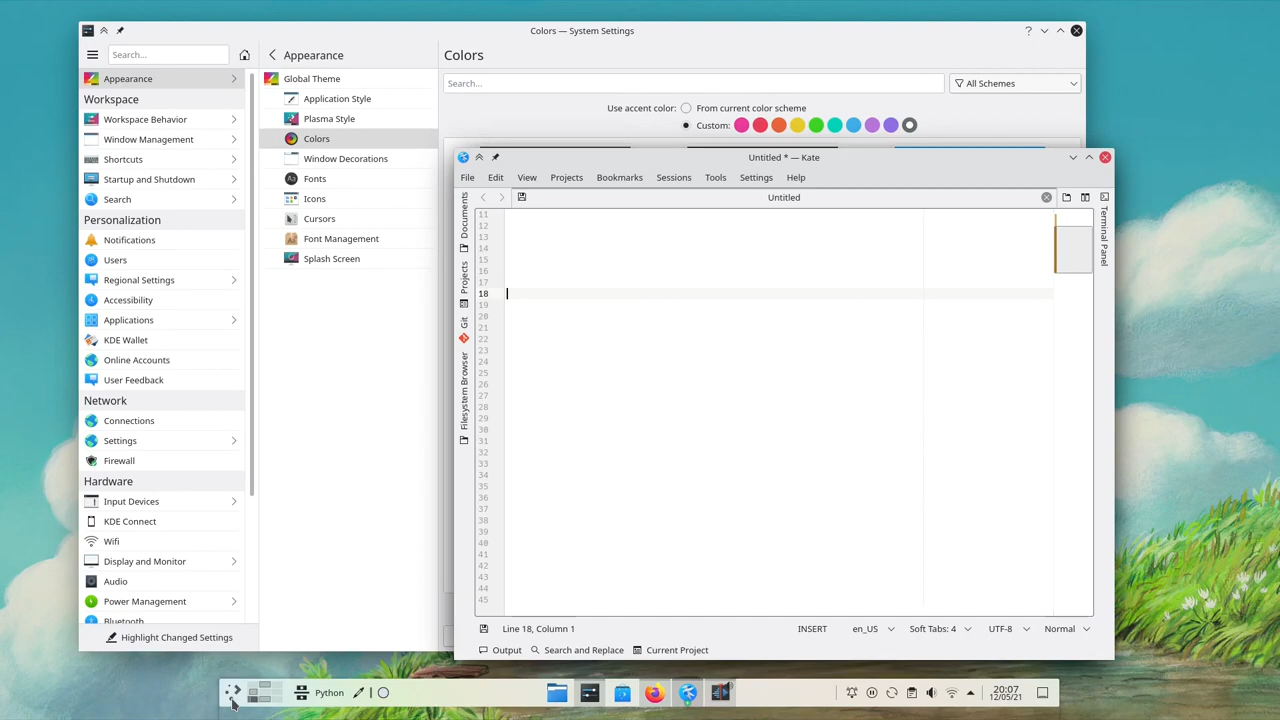 Colors — System Settings
Search...
Appearance
Workspace
Workspace Behavior
Window Management
Shortcuts
Startup and Shutdown
Search
Personalization
Notifications
Users
Regional Settings
Accessibility
Applications
KDE Wallet
Online Accounts
User Feedback
Network
Connections
Settings
Firewall
Hardware
Input Devices
KDE Connect
Wifi
Display and Monitor
Audio
Power Management
Bluetooth
Highlight Changed Settings
Appearance
Global Theme
Application Style
Plasma Style
Colors
Window Decorations
Fonts
Icons
Cursors
Font Management
Splash Screen
Colors
Search...
All Schemes
Use accent color: From current color scheme
Custom:
Untitled * — Kate
File Edit View Projects Bookmarks Sessions Tools Settings Help
Untitled
Documents
Projects
Git
Filesystem Browser
11
12
13
14
15
16
17
18
19
20
21
22
23
24
25
26
27
28
29
30
31
32
33
34
35
36
37
38
39
40
41
42
43
44
45
Terminal Panel
Line 18, Column 1 INSERT en_US Soft Tabs: 4 UTF-8 Normal
Output Search and Replace Current Project
Python
20:07
12/05/21